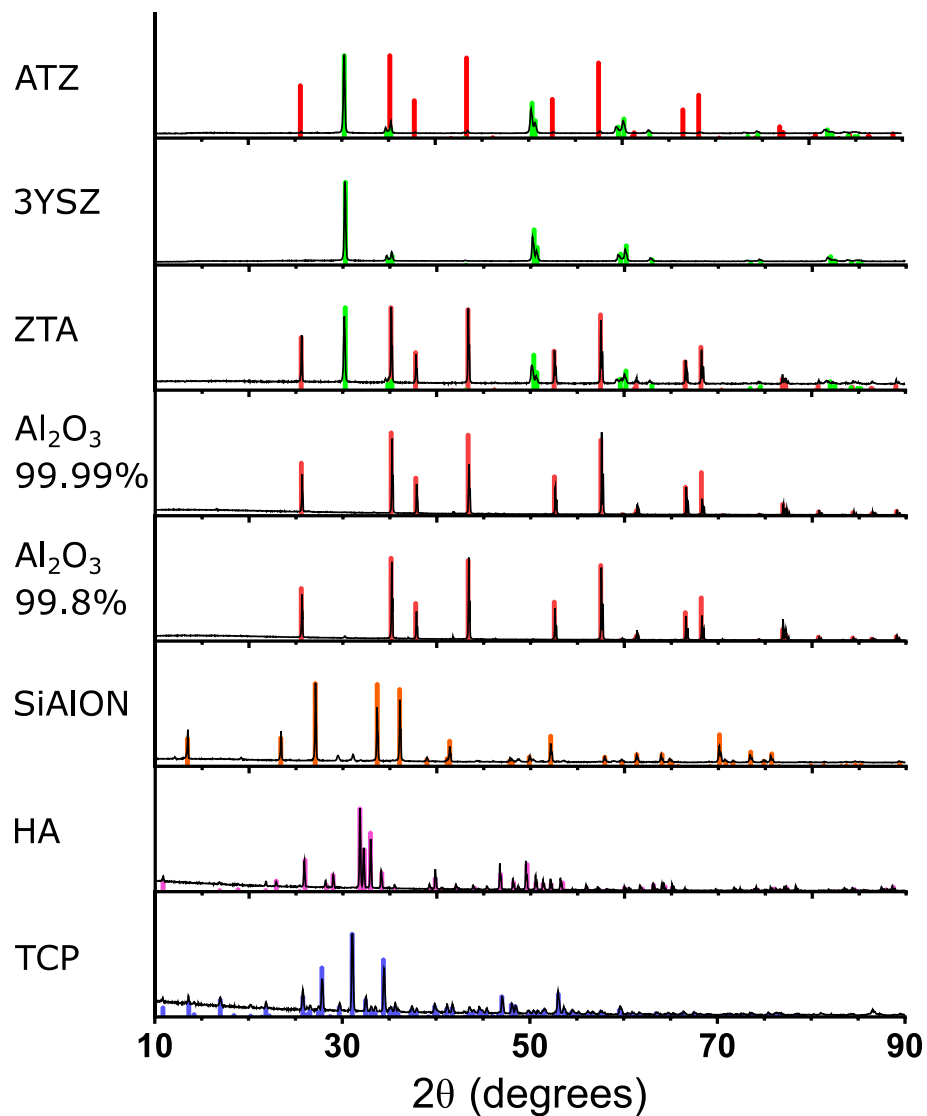 ATZ
3YSZ
ZTA
Al₂O₃
99.99%
Al₂O₃
99.8%
SiAlON
HA
TCP
10 30 50 70 90
2θ (degrees)